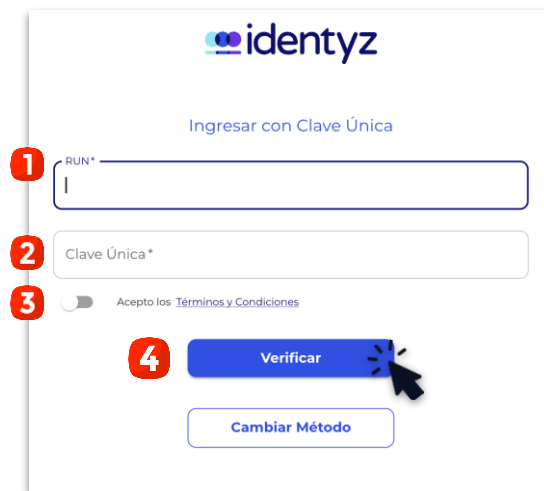 identyz
Ingresar con Clave Única
1
RUN*
2
Clave Única*
3
Acepto los Términos y Condiciones
4
Verificar
Cambiar Método